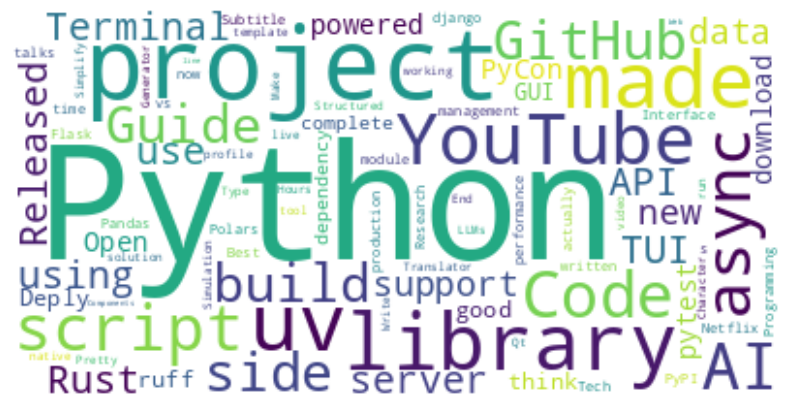 Terminal Subtitle powered django
talks template
project GitHub data
Simplify Generator now working PyCon made
Released time vs Make Structured GUI
Guide complete management Interface download
Flask live YouTube
use profile module API
Python async
Pandas Type Hours dependency End new
Open tool Research LLMs performance actually video run
solution Polars production TUI
using Best Translator written
Simulation build support Code
Deply Components Write good pytest Characters Programming
script uv library Qt Netflix
native Pretty AI
Rust ruff side server think Tech PyPI